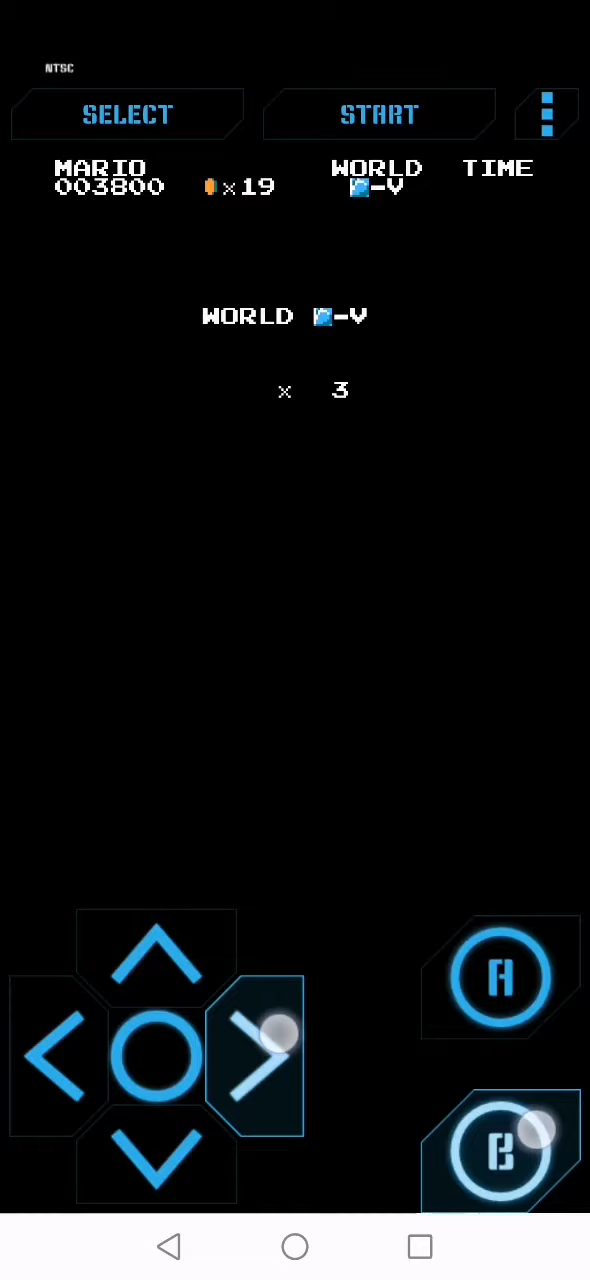 NTSC
SELECT START
MARIO WORLD TIME
003800 x19 -V
WORLD -V
x 3
A
B